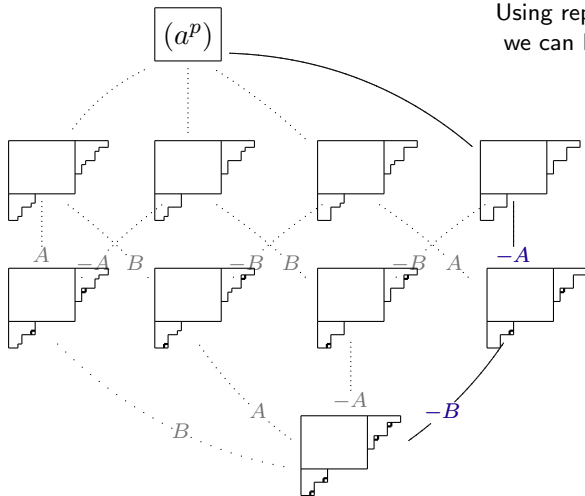 (a^p)
Using rep
we can l
A -A B -B B -B A -A
-A
-B
A
B